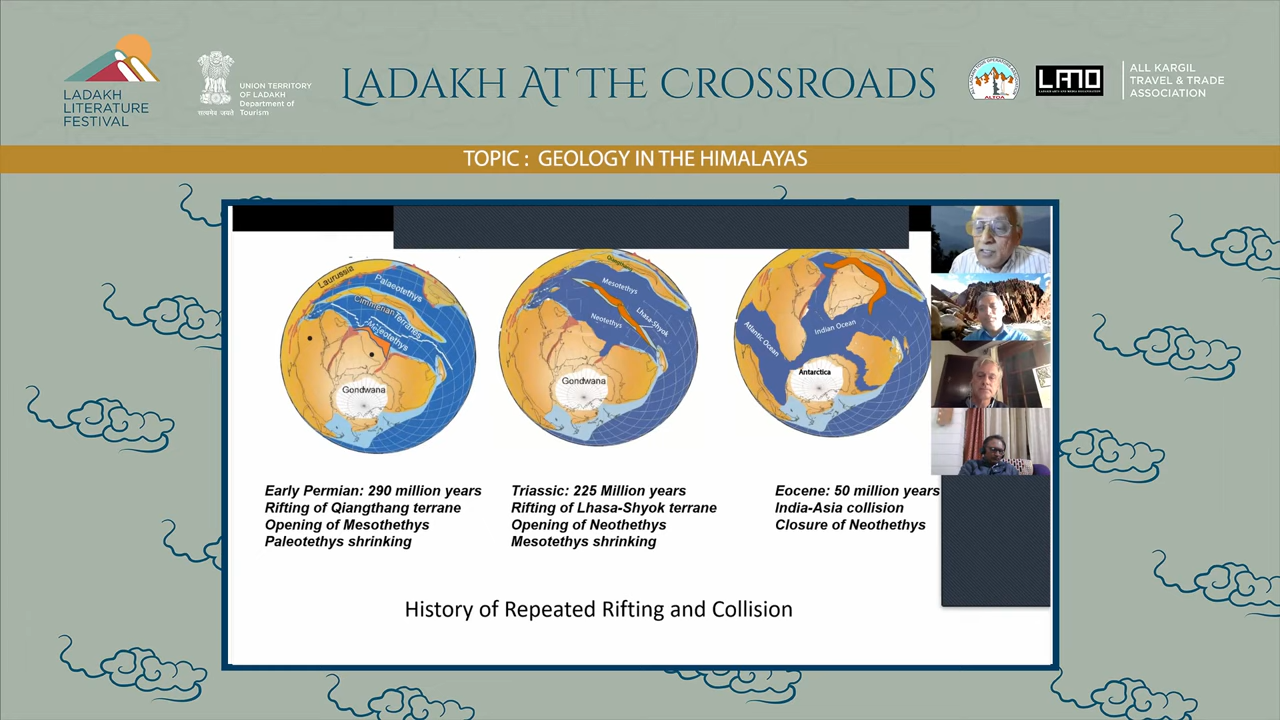 LADAKH
LITERATURE
FESTIVAL
सत्यमेव जयते
UNION TERRITORY
OF LADAKH
Department of
Tourism
LADAKH AT THE CROSSROADS
ALTOA
LAMO
ALL KARGIL
TRAVEL & TRADE
ASSOCIATION
TOPIC : GEOLOGY IN THE HIMALAYAS
Laurussia
Palaeotethys
Cimmerian Terranes
Gondwana
Mesotethys
Neotethys
Lhasa-Shyok
Gondwana
Atlantic Ocean
Indian Ocean
Antarctica
Early Permian: 290 million years
Rifting of Qiangthang terrane
Opening of Mesothethys
Paleotethys shrinking
Triassic: 225 Million years
Rifting of Lhasa-Shyok terrane
Opening of Neothethys
Mesotethys shrinking
Eocene: 50 million years
India-Asia collision
Closure of Neothethys
History of Repeated Rifting and Collision